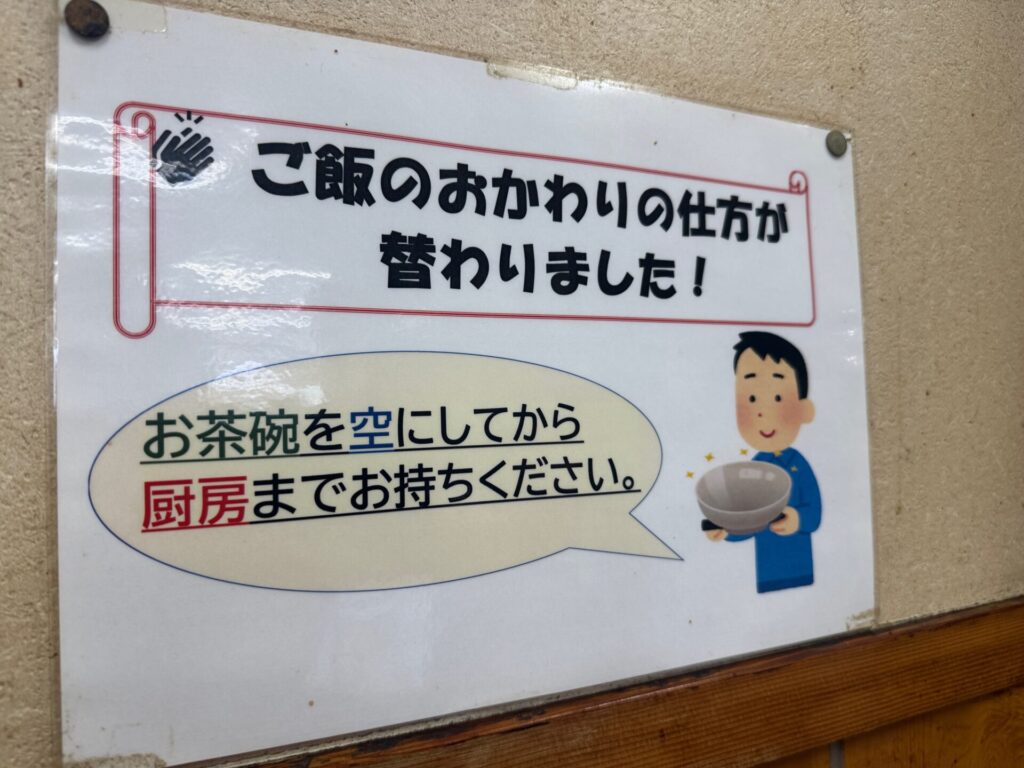 ご飯のおかわりの仕方が
替わりました！
お茶碗を空にしてから
厨房までお持ちください。